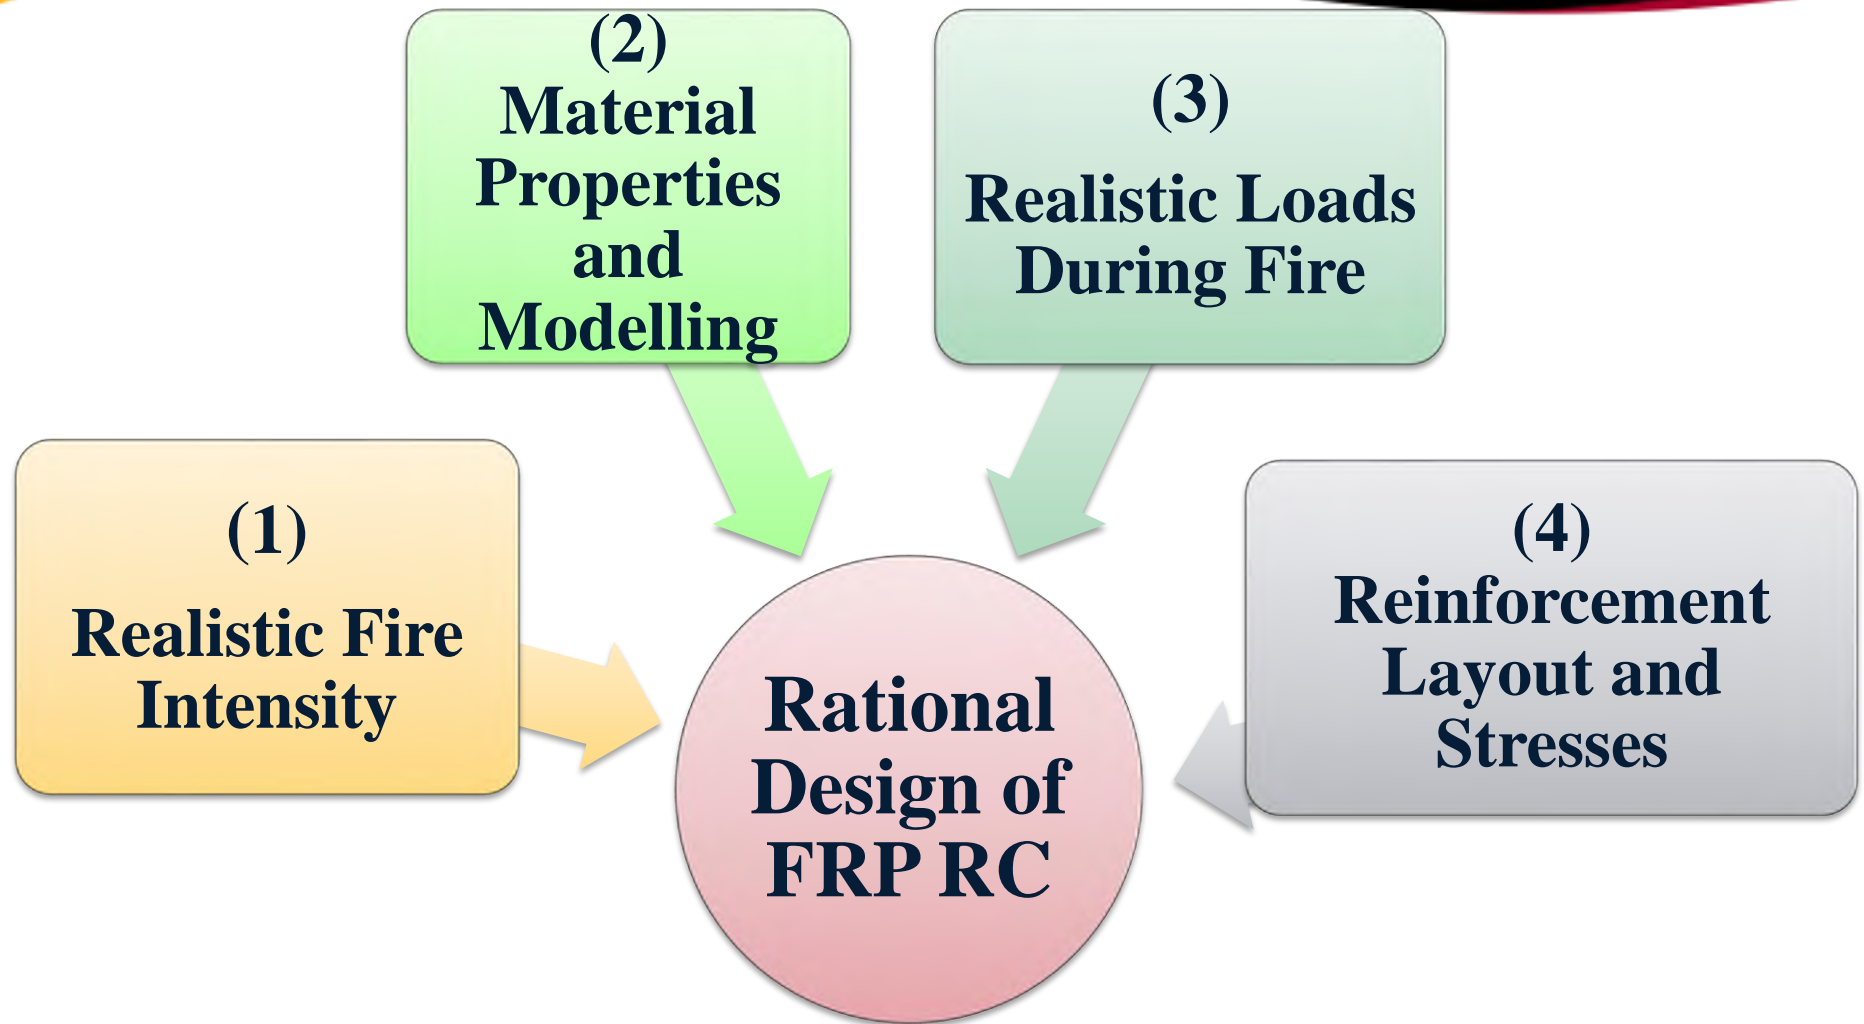 (1)
Realistic Fire
Intensity
(2)
Material
Properties
and
Modelling
(3)
Realistic Loads
During Fire
(4)
Reinforcement
Layout and
Stresses
Rational
Design of
FRP RC